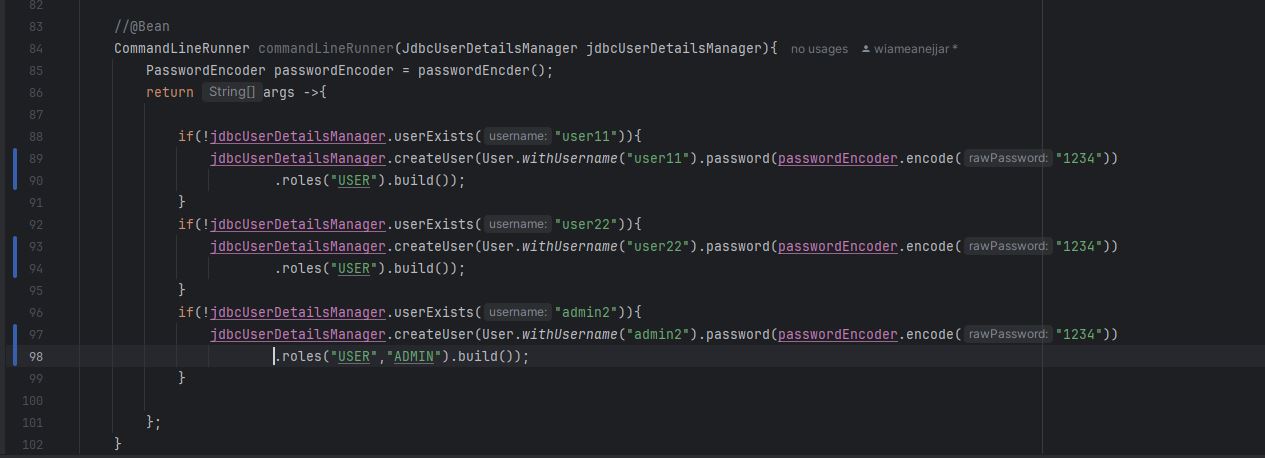 82
83 //@Bean
84 CommandLineRunner commandLineRunner(JdbcUserDetailsManager jdbcUserDetailsManager){ no usages wiameanejjar *
85 PasswordEncoder passwordEncoder = passwordEncder();
86 return String[] args ->{
87
88 if(!jdbcUserDetailsManager.userExists( username: "user11")){
89 jdbcUserDetailsManager.createUser(User.withUsername("user11").password(passwordEncoder.encode( rawPassword: "1234"))
90 .roles("USER").build());
91 }
92 if(!jdbcUserDetailsManager.userExists( username: "user22")){
93 jdbcUserDetailsManager.createUser(User.withUsername("user22").password(passwordEncoder.encode( rawPassword: "1234"))
94 .roles("USER").build());
95 }
96 if(!jdbcUserDetailsManager.userExists( username: "admin2")){
97 jdbcUserDetailsManager.createUser(User.withUsername("admin2").password(passwordEncoder.encode( rawPassword: "1234"))
98 .roles("USER","ADMIN").build());
99 }
100
101 };
102 }